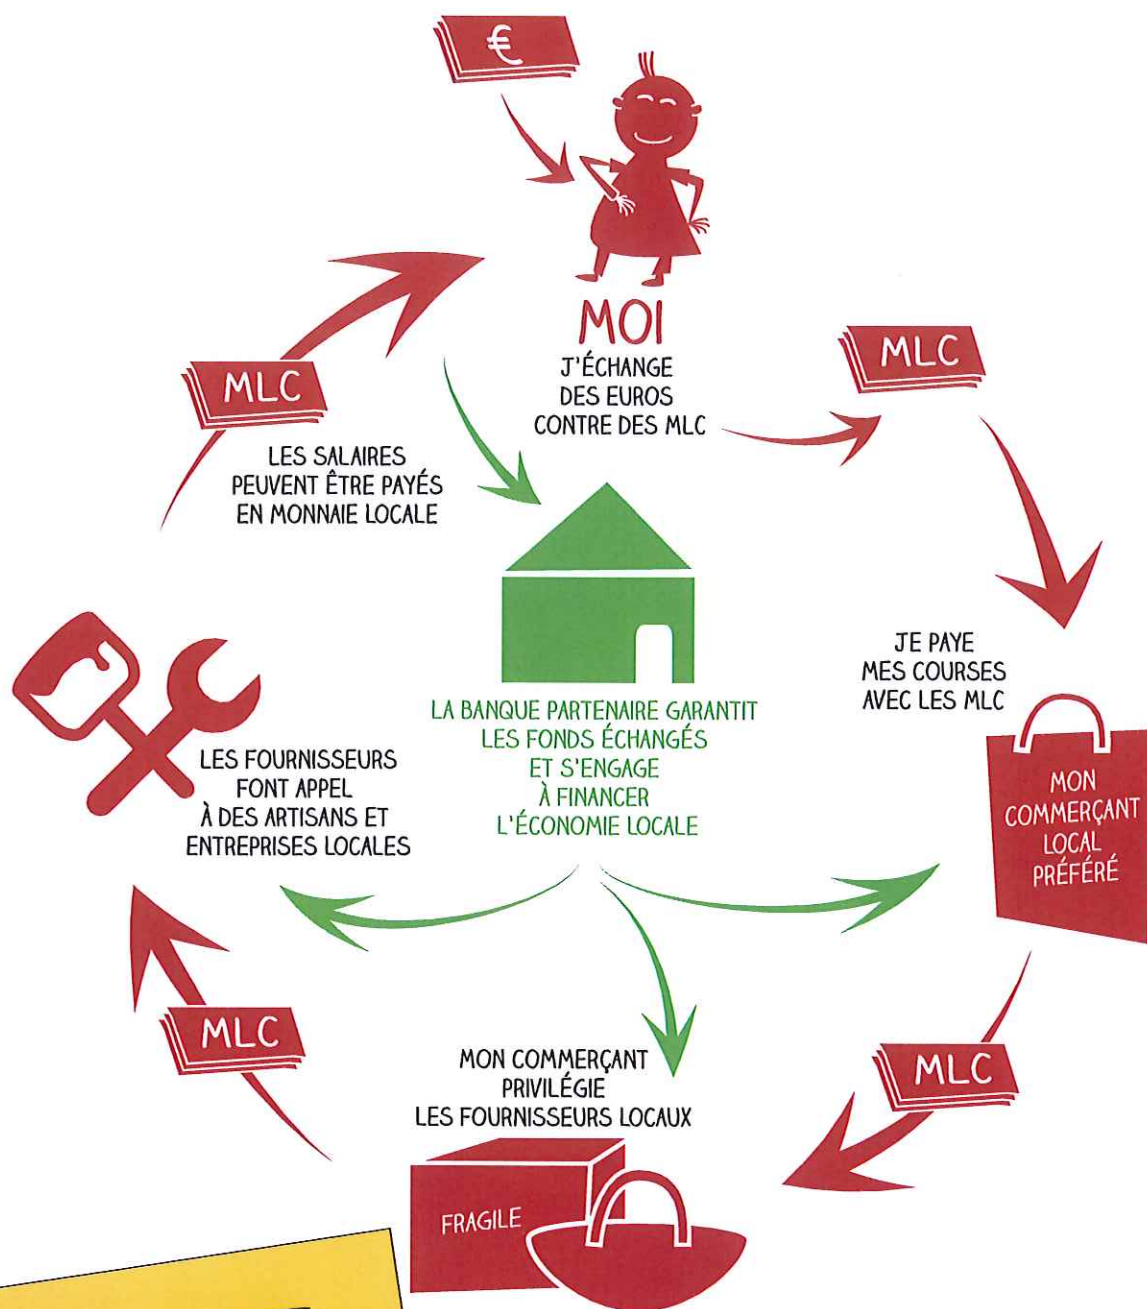 €
MOI
J'ÉCHANGE
DES EUROS
CONTRE DES MLC
MLC
JE PAYE
MES COURSES
AVEC LES MLC
MON
COMMERÇANT
LOCAL
PRÉFÉRÉ
MLC
MON COMMERÇANT
PRIVILÉGIE
LES FOURNISSEURS LOCAUX
FRAGILE
MLC
LES FOURNISSEURS
FONT APPEL
À DES ARTISANS ET
ENTREPRISES LOCALES
MLC
LES SALAIRES
PEUVENT ÊTRE PAYÉS
EN MONNAIE LOCALE
LA BANQUE PARTENAIRE GARANTIT
LES FONDS ÉCHANGÉS
ET S'ENGAGE
À FINANCER
L'ÉCONOMIE LOCALE